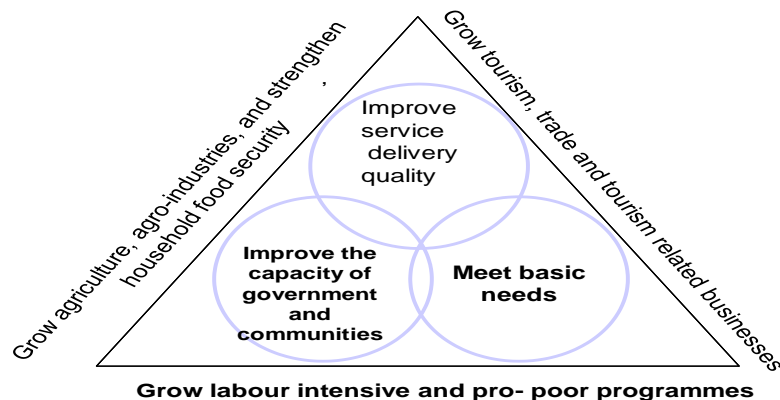 Grow agriculture, agro-industries, and strengthen
household food security
,
Grow tourism, trade and tourism related businesses
Improve
service
delivery
quality
Improve the
capacity of
government
and
communities
Meet basic
needs
Grow labour intensive and pro- poor programmes